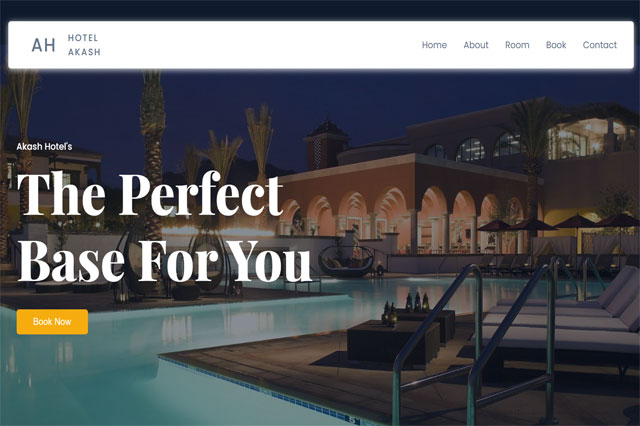 AH
HOTEL
AKASH
Home About Room Book Contact
Akash Hotel's
The Perfect
Base For You
Book Now